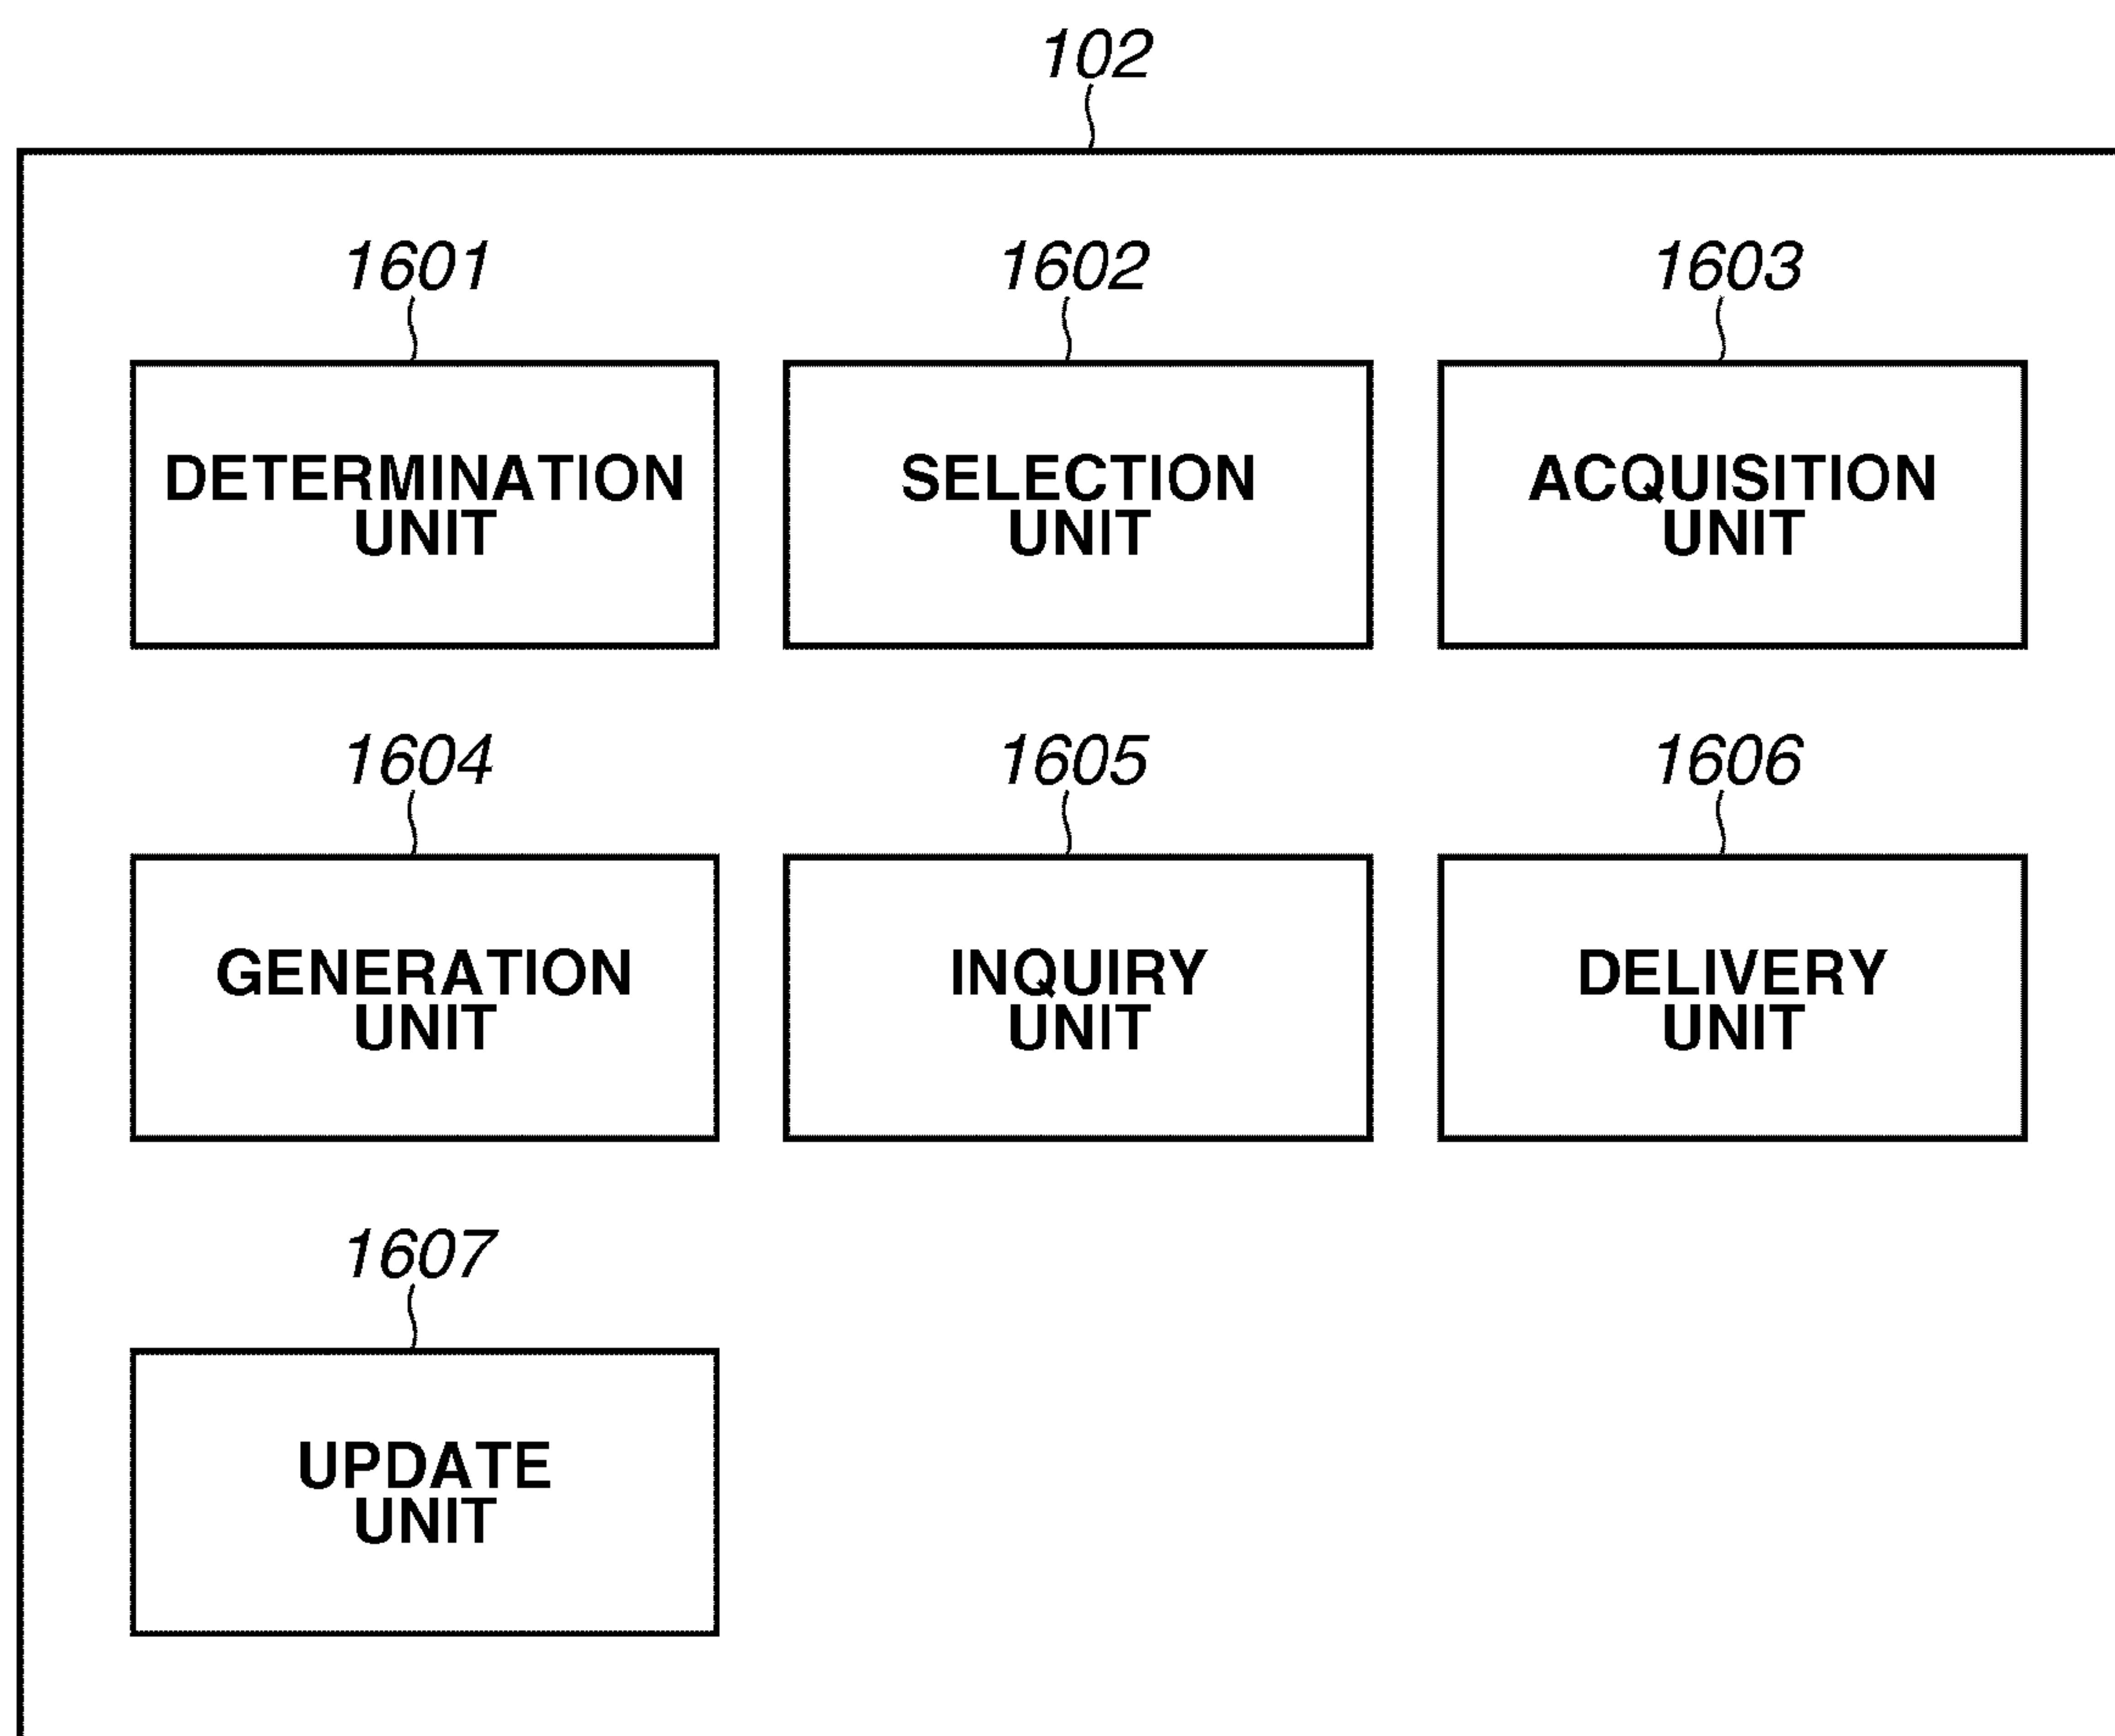 102
1601
1602
1603
DETERMINATION
UNIT
SELECTION
UNIT
ACQUISITION
UNIT
1604
1605
1606
GENERATION
UNIT
INQUIRY
UNIT
DELIVERY
UNIT
1607
UPDATE
UNIT